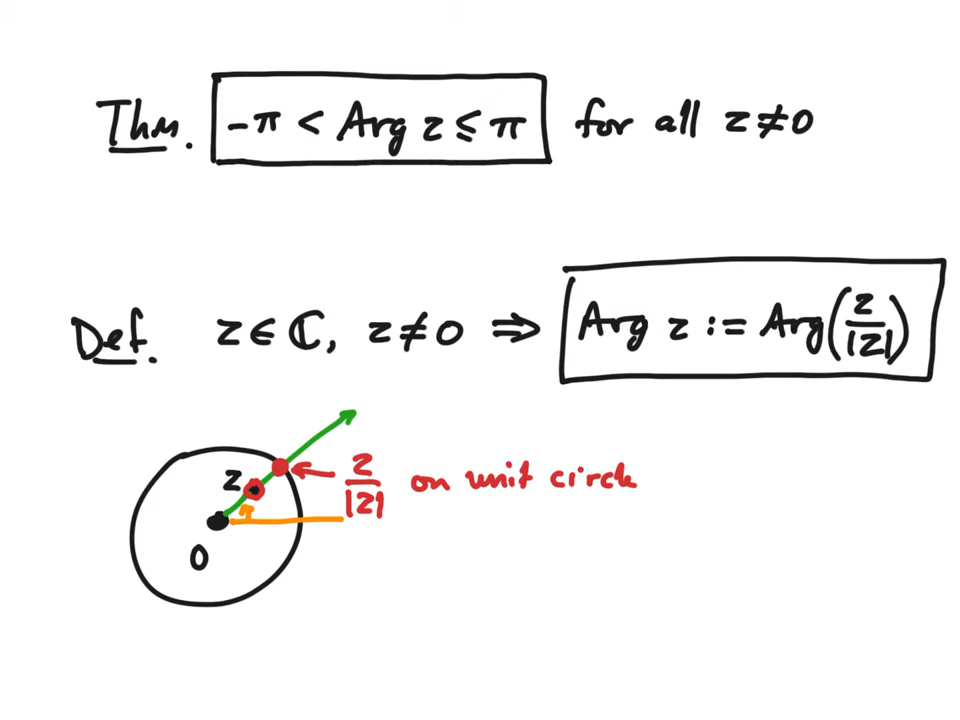 Thm. -π < Arg z ≤ π for all z ≠ 0
Def. z ∈ ℂ, z ≠ 0 ⇒ Arg z := Arg(z/|z|)
z
z/|z| on unit circle
0